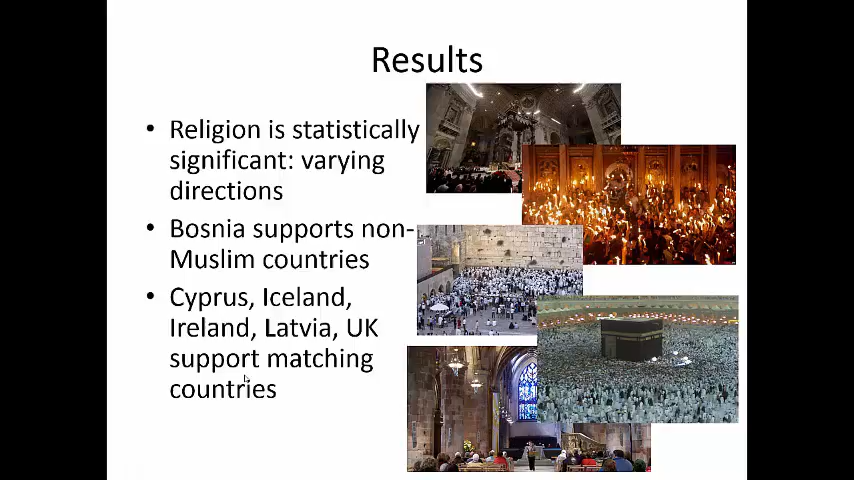 Results
• Religion is statistically
significant: varying
directions
• Bosnia supports non-
Muslim countries
• Cyprus, Iceland,
Ireland, Latvia, UK
support matching
countries